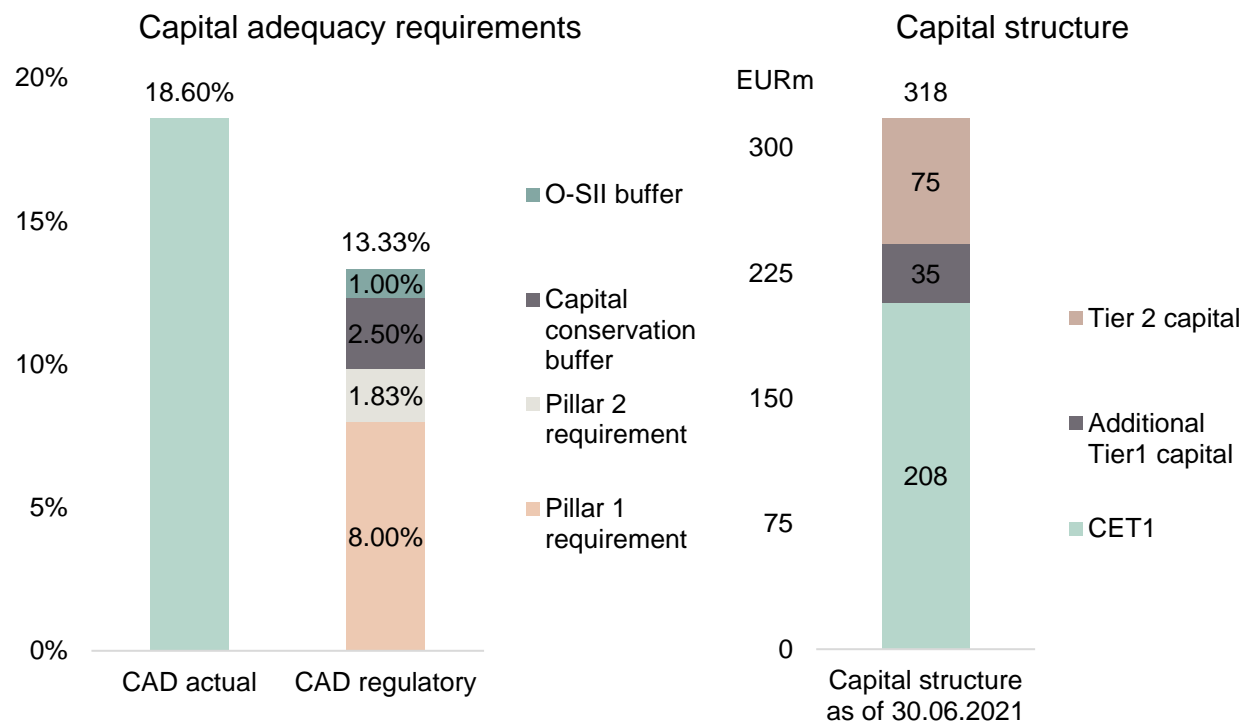 Capital adequacy requirements
20%
15%
10%
5%
0%
18.60%
13.33%
1.00%
2.50%
1.83%
8.00%
CAD actual
CAD regulatory
O-SII buffer
Capital
conservation
buffer
Pillar 2
requirement
Pillar 1
requirement
Capital structure
EURm
300
225
150
75
0
318
75
35
208
Capital structure
as of 30.06.2021
Tier 2 capital
Additional
Tier1 capital
CET1